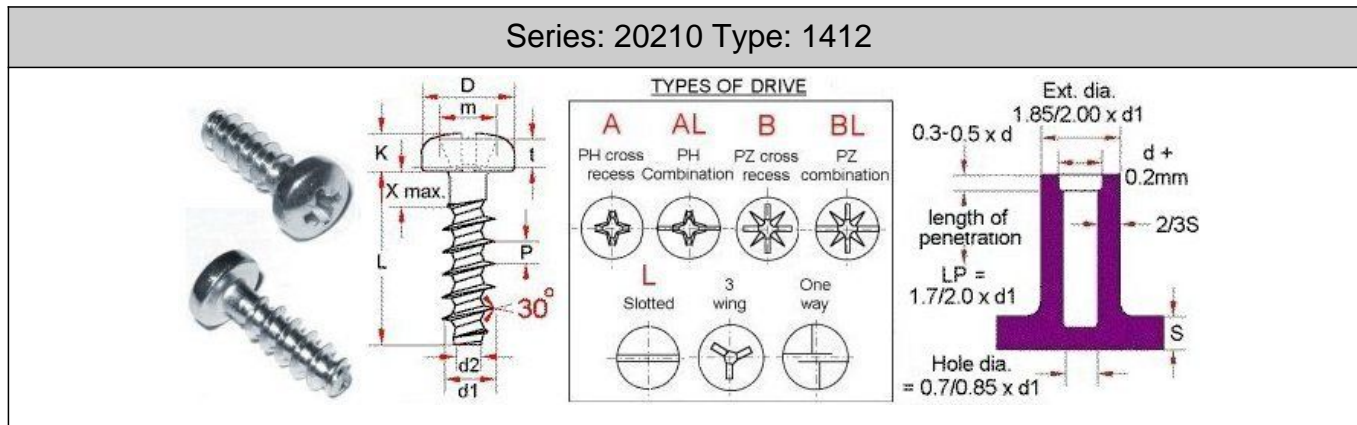 Series: 20210 Type: 1412
D
m
K
t
X max.
L
P
30°
d2
d1
TYPES OF DRIVE
A AL B BL
PH cross
recess
PH
Combination
PZ cross
recess
PZ
combination
L
Slotted
3
wing
One
way
Ext. dia.
1.85/2.00 x d1
0.3-0.5 x d
d +
0.2mm
length of
penetration
2/3S
LP =
1.7/2.0 x d1
S
Hole dia.
= 0.7/0.85 x d1